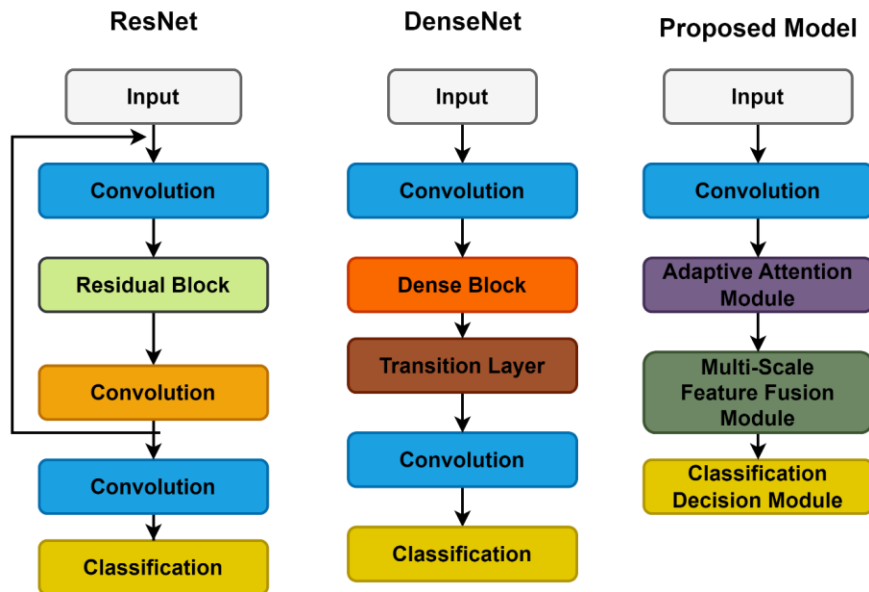 ResNet
Input
Convolution
Residual Block
Convolution
Convolution
Classification
DenseNet
Input
Convolution
Dense Block
Transition Layer
Convolution
Classification
Proposed Model
Input
Convolution
Adaptive Attention
Module
Multi-Scale
Feature Fusion
Module
Classification
Decision Module